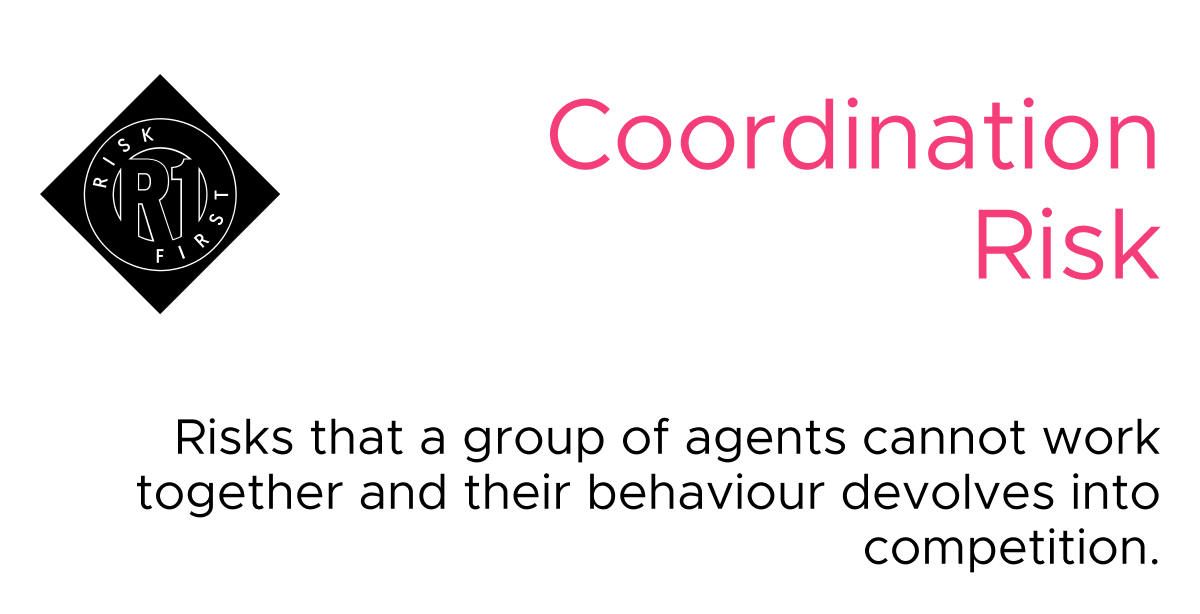 RISK
R1
FIRST
Coordination
Risk
Risks that a group of agents cannot work
together and their behaviour devolves into
competition.